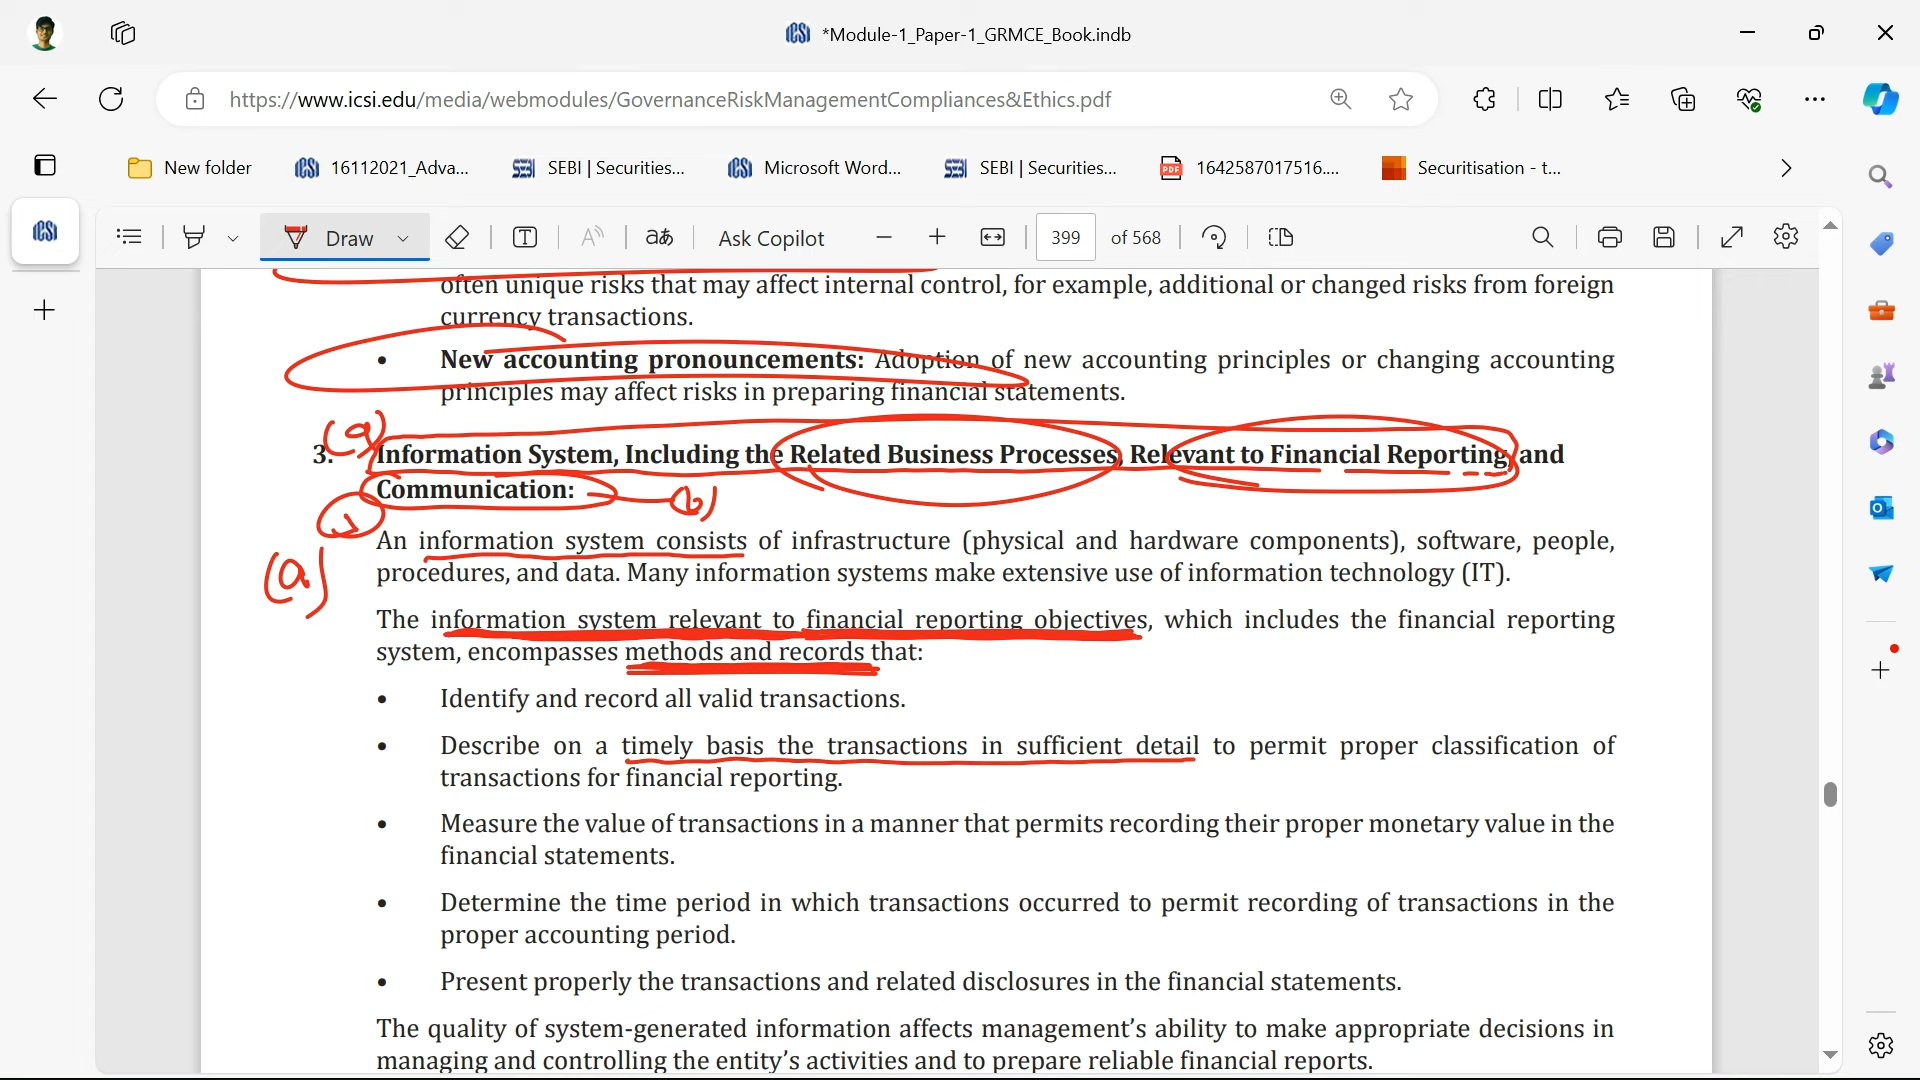 *Module-1_Paper-1_GRMCE_Book.indb
https://www.icsi.edu/media/webmodules/GovernanceRiskManagementCompliances&Ethics.pdf
New folder
16112021_Adva...
SEBI | Securities...
Microsoft Word...
SEBI | Securities...
1642587017516....
Securitisation - t...
Draw
Ask Copilot
399 of 568
often unique risks that may affect internal control, for example, additional or changed risks from foreign
currency transactions.
• New accounting pronouncements: Adoption of new accounting principles or changing accounting
principles may affect risks in preparing financial statements.
(a)
3. Information System, Including the Related Business Processes, Relevant to Financial Reporting, and
Communication: (b)
An information system consists of infrastructure (physical and hardware components), software, people,
(a) procedures, and data. Many information systems make extensive use of information technology (IT).
The information system relevant to financial reporting objectives, which includes the financial reporting
system, encompasses methods and records that:
• Identify and record all valid transactions.
• Describe on a timely basis the transactions in sufficient detail to permit proper classification of
transactions for financial reporting.
• Measure the value of transactions in a manner that permits recording their proper monetary value in the
financial statements.
• Determine the time period in which transactions occurred to permit recording of transactions in the
proper accounting period.
• Present properly the transactions and related disclosures in the financial statements.
The quality of system-generated information affects management's ability to make appropriate decisions in
managing and controlling the entity's activities and to prepare reliable financial reports.